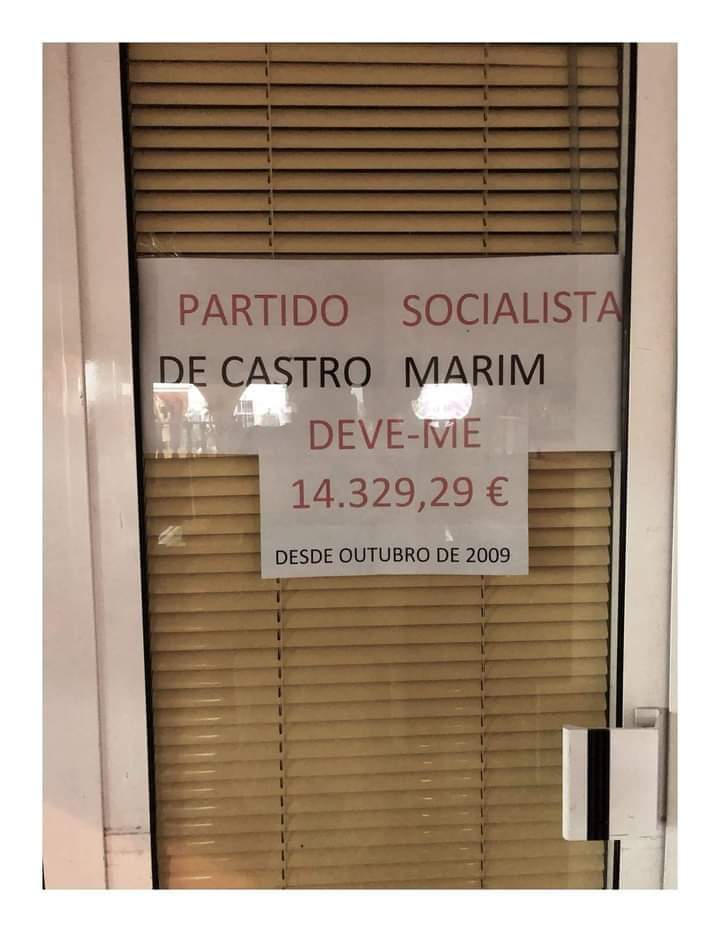 PARTIDO SOCIALISTA
DE CASTRO MARIM
DEVE-ME
14.329,29 €
DESDE OUTUBRO DE 2009